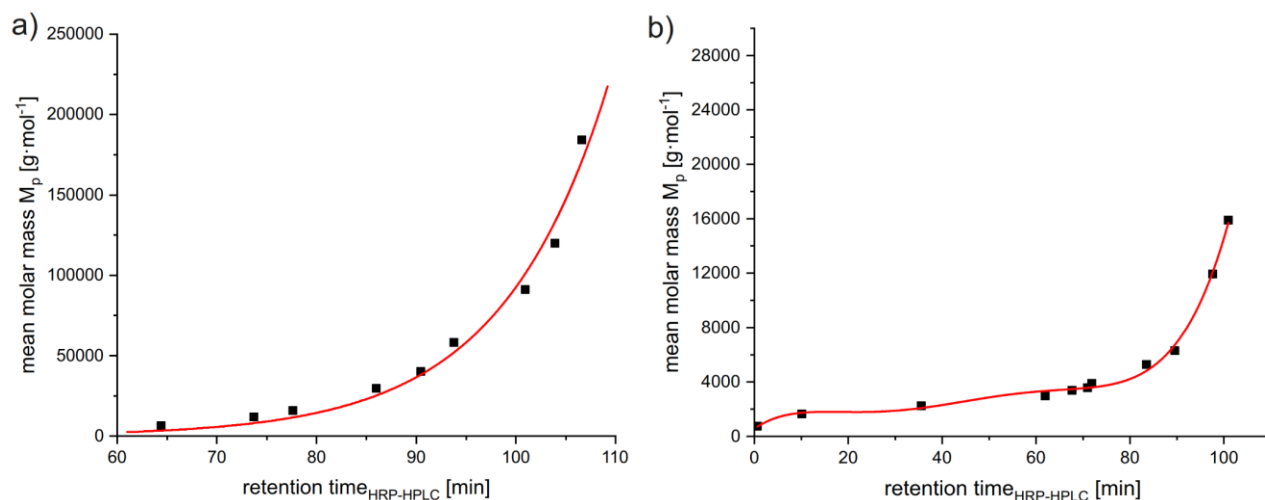 a)
mean molar mass Mp [g·mol-1]
250000
200000
150000
100000
50000
0
60 70 80 90 100 110
retention timeHRP-HPLC [min]
b)
mean molar mass Mp [g·mol-1]
28000
24000
20000
16000
12000
8000
4000
0
0 20 40 60 80 100
retention timeHRP-HPLC [min]